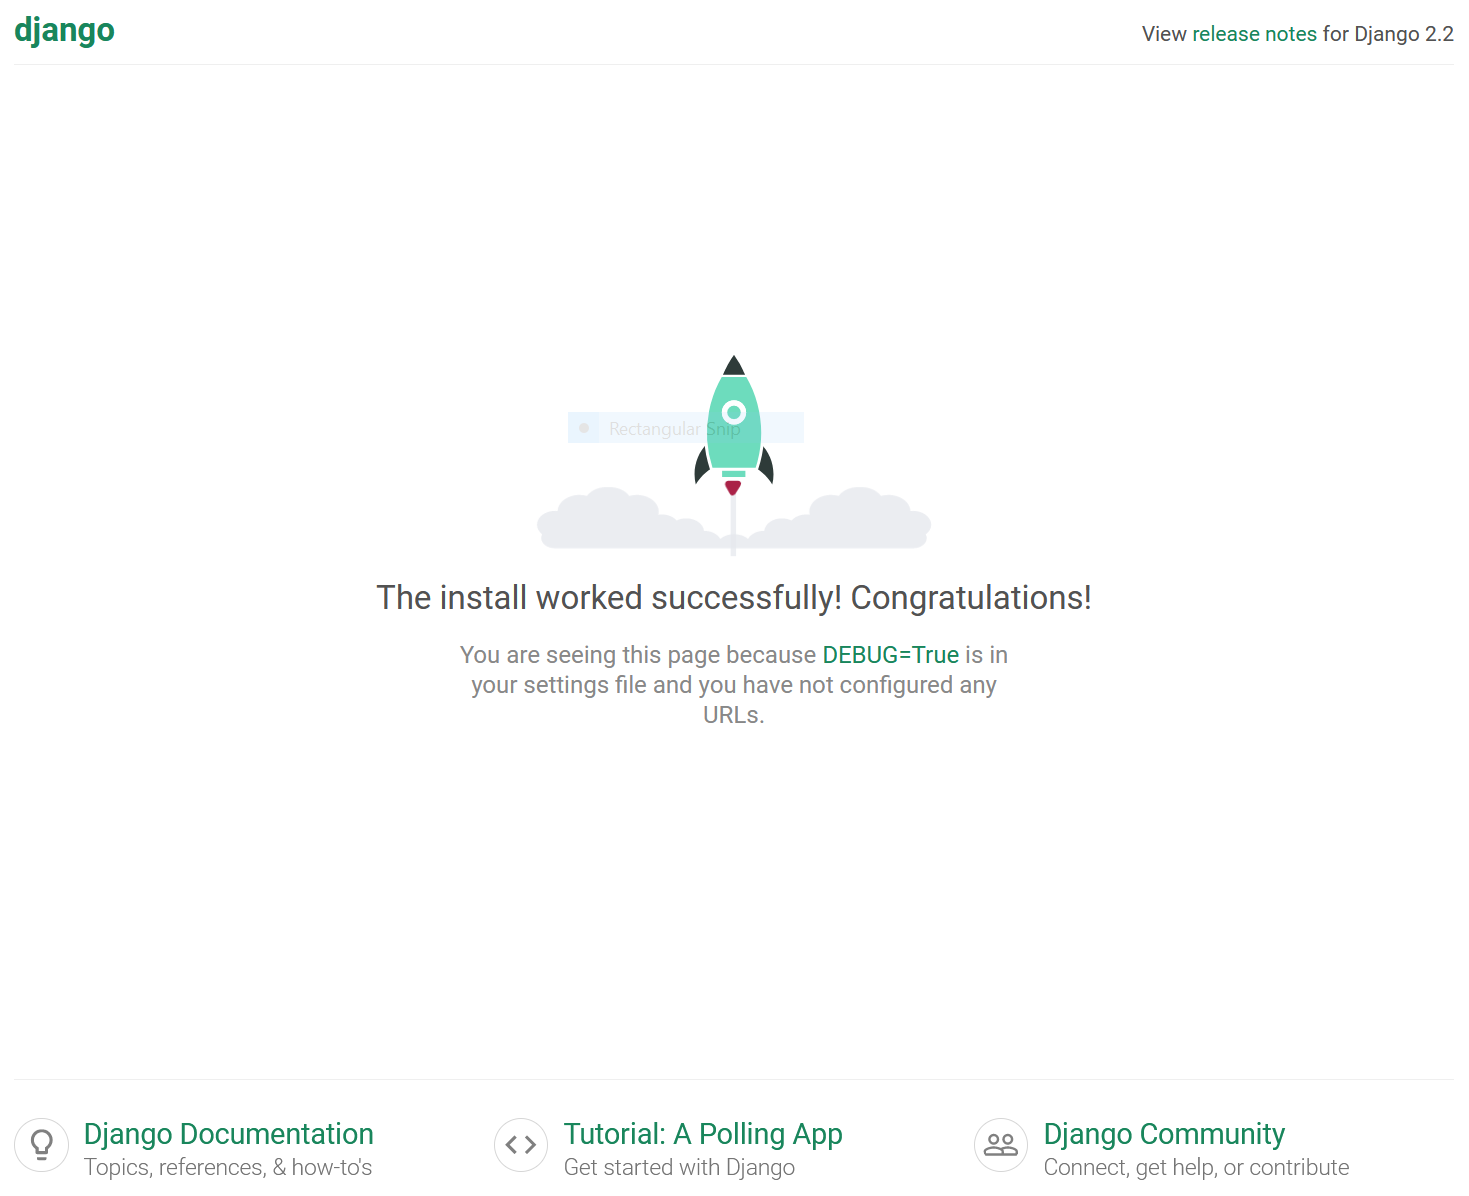 django
View release notes for Django 2.2
Rectangular Snip
The install worked successfully! Congratulations!
You are seeing this page because DEBUG=True is in
your settings file and you have not configured any
URLs.
Django Documentation
Topics, references, & how-to's
Tutorial: A Polling App
Get started with Django
Django Community
Connect, get help, or contribute